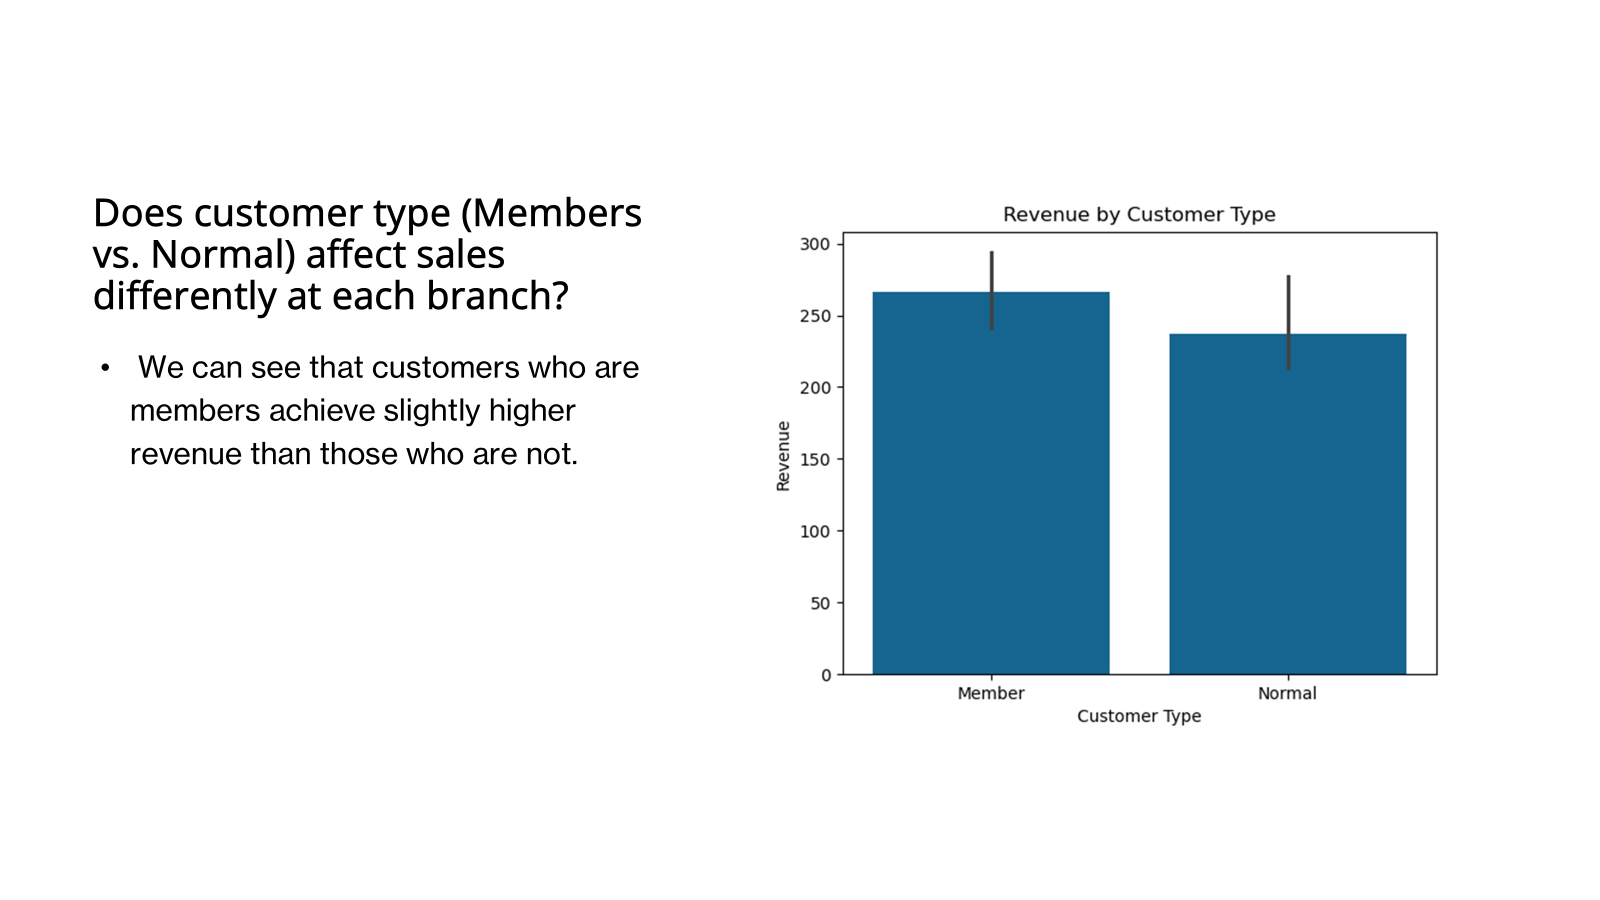 Does customer type (Members
vs. Normal) affect sales
differently at each branch?
• We can see that customers who are
members achieve slightly higher
revenue than those who are not.
Revenue by Customer Type
300
250
200
150
100
50
0
Revenue
Member Normal
Customer Type